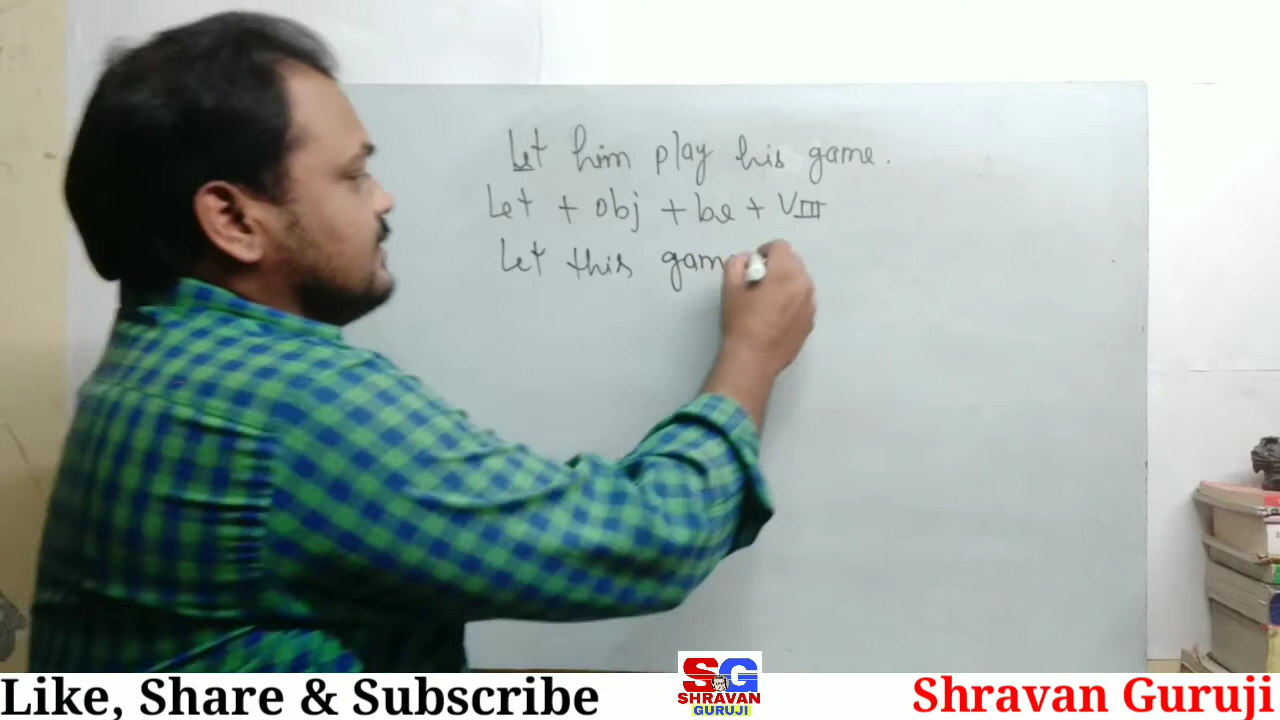 Let him play his game.
Let + obj + be + VIII
Let this gam
Like, Share & Subscribe
SG
SHRAVAN
GURUJI
Shravan Guruji